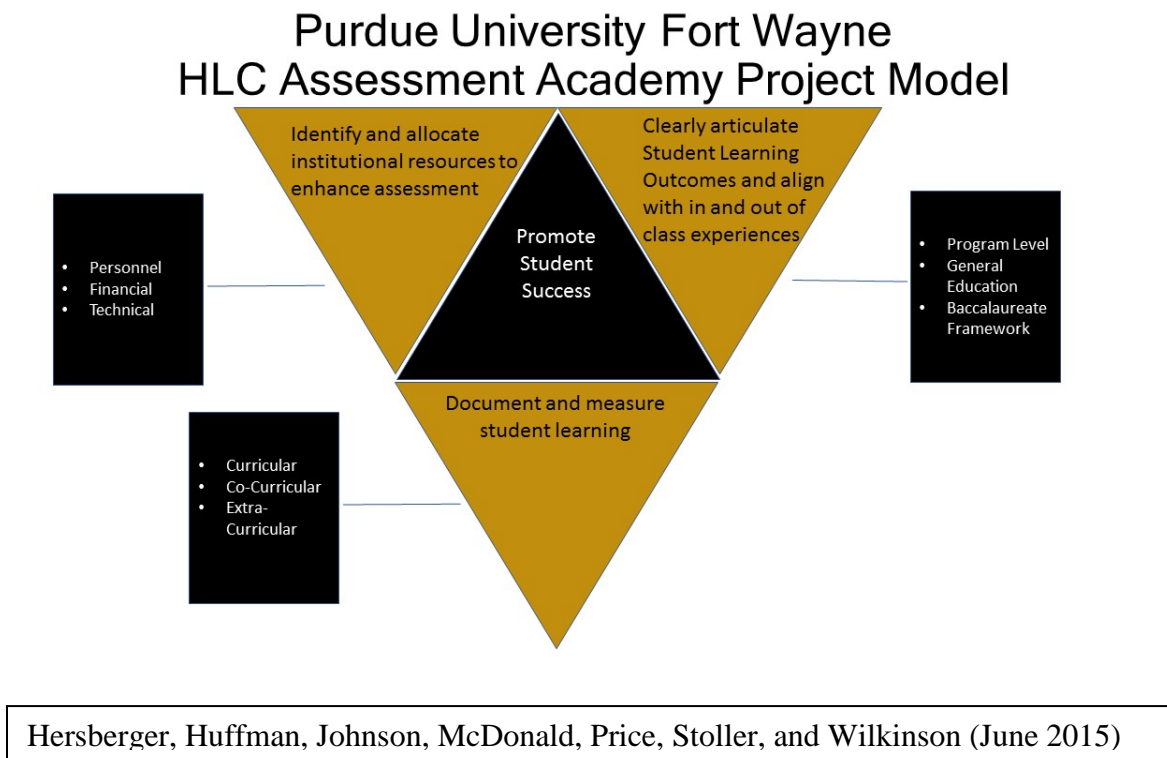 Purdue University Fort Wayne
HLC Assessment Academy Project Model
Identify and allocate
institutional resources to
enhance assessment
Clearly articulate
Student Learning
Outcomes and align
with in and out of
class experiences
Promote
Student
Success
• Personnel
• Financial
• Technical
• Program Level
• General
Education
• Baccalaureate
Framework
Document and measure
student learning
• Curricular
• Co-Curricular
• Extra-
Curricular
Hersberger, Huffman, Johnson, McDonald, Price, Stoller, and Wilkinson (June 2015)